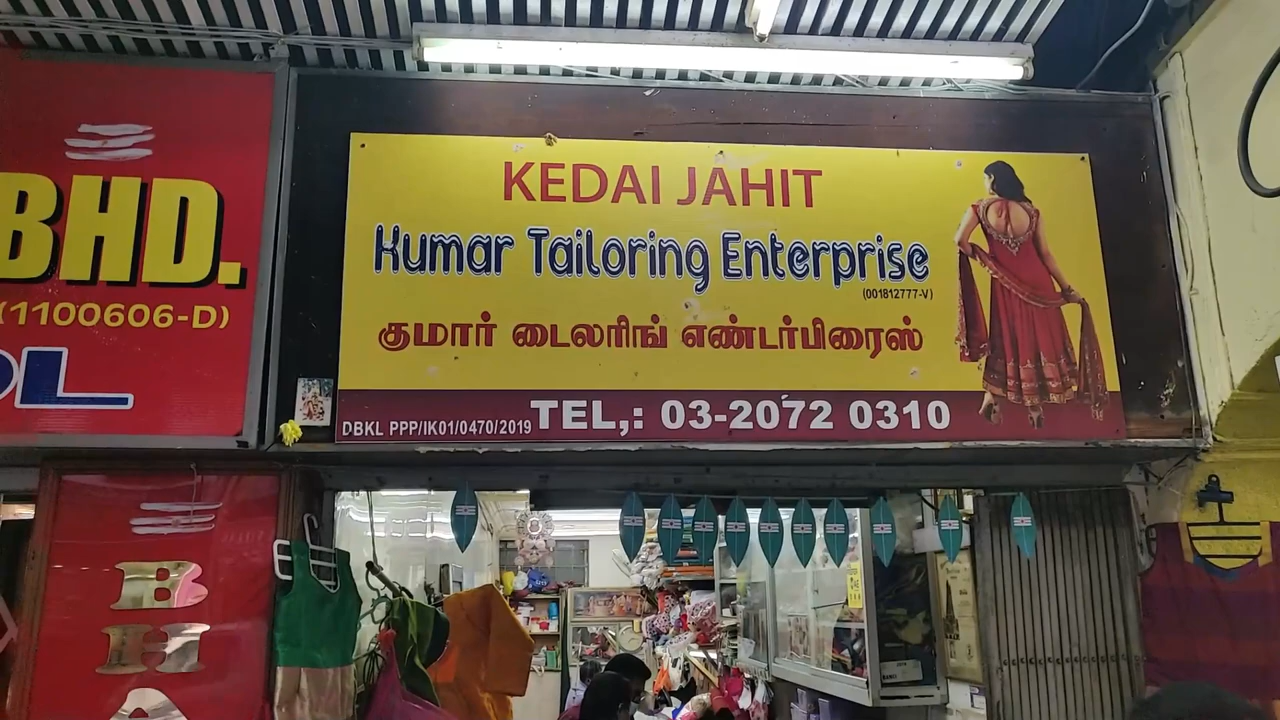 BHD.
(1100606-D)
KEDAI JAHIT
Kumar Tailoring Enterprise
(001812777-V)
குமார் டைலரிங் எண்டர்பிரைஸ்
DBKL PPP/IK01/0470/2019
TEL,: 03-2072 0310
B
H
A